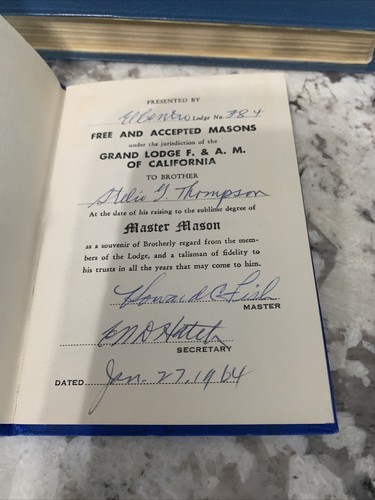 PRESENTED BY
El Centro Lodge No. 384
FREE AND ACCEPTED MASONS
under the jurisdiction of the
GRAND LODGE F. & A. M.
OF CALIFORNIA
TO BROTHER
G. Thompson
At the date of his raising to the sublime degree of
Master Mason
as a souvenir of Brotherly regard from the mem-
bers of the Lodge, and a talisman of fidelity to
his trusts in all the years that may come to him.
Howard C.
MASTER
SECRETARY
DATED Jan. 27, 1964